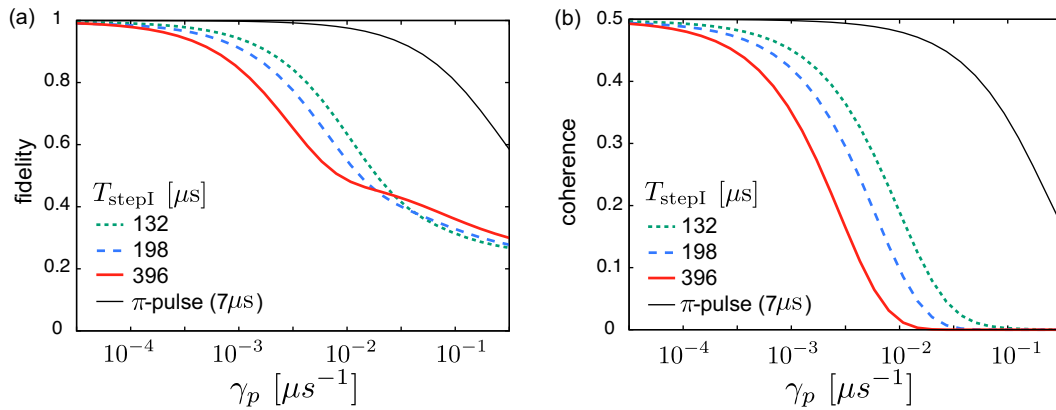 (a)
1
0.8
0.6
0.4
0.2
0
fidelity
T_stepI [μs]
132
198
396
π-pulse (7μs)
10^-4
10^-3
10^-2
10^-1
γ_p [μs^-1]
(b)
0.5
0.4
0.3
0.2
0.1
0
coherence
T_stepI [μs]
132
198
396
π-pulse (7μs)
10^-4
10^-3
10^-2
10^-1
γ_p [μs^-1]